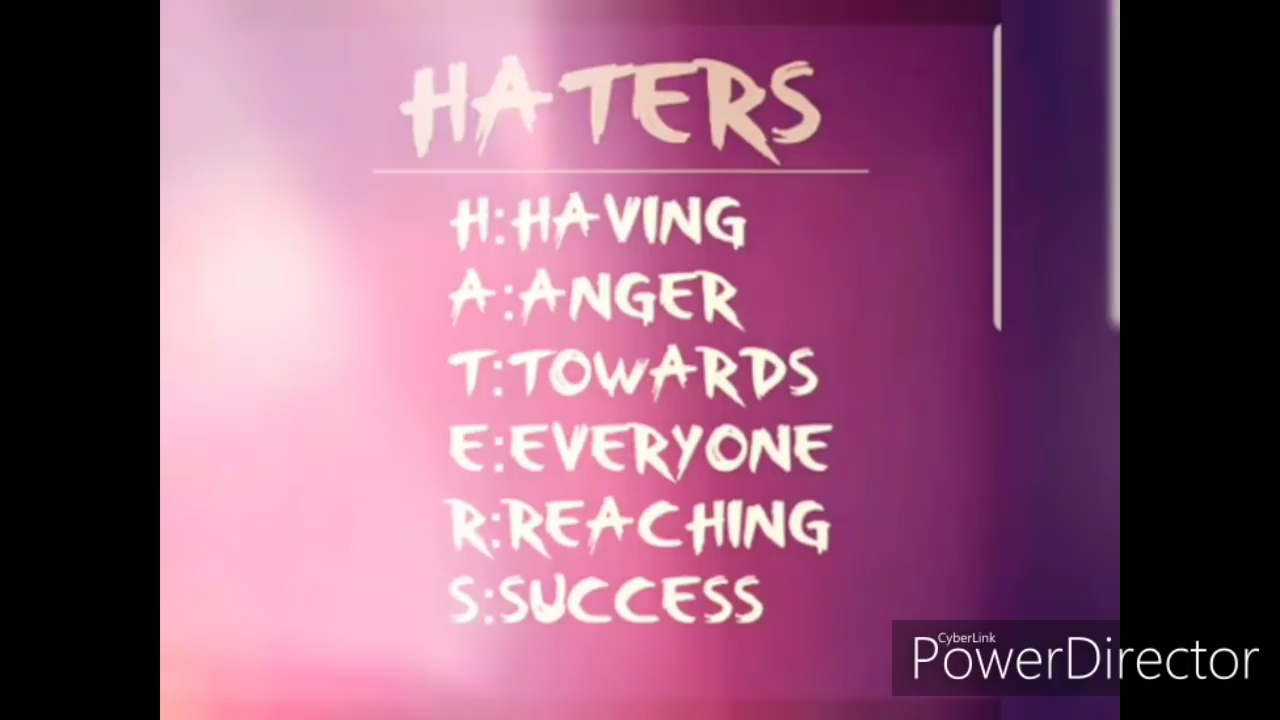 HATERS
H:HAVING
A:ANGER
T:TOWARDS
E:EVERYONE
R:REACHING
S:SUCCESS
CyberLink
PowerDirector